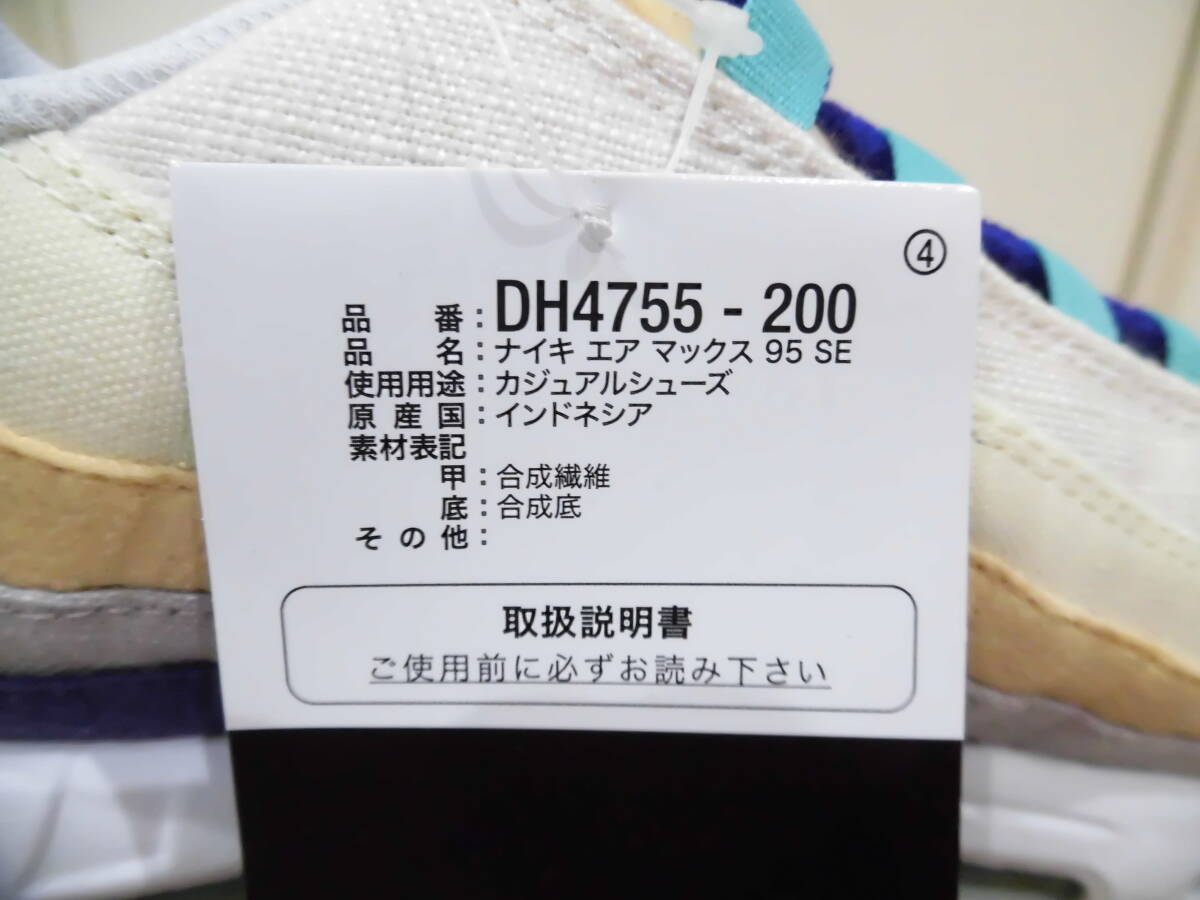 ④
品番：DH4755 - 200
品名：ナイキ エア マックス 95 SE
使用用途：カジュアルシューズ
原産国：インドネシア
素材表記
甲：合成繊維
底：合成底
その他：
取扱説明書
ご使用前に必ずお読み下さい